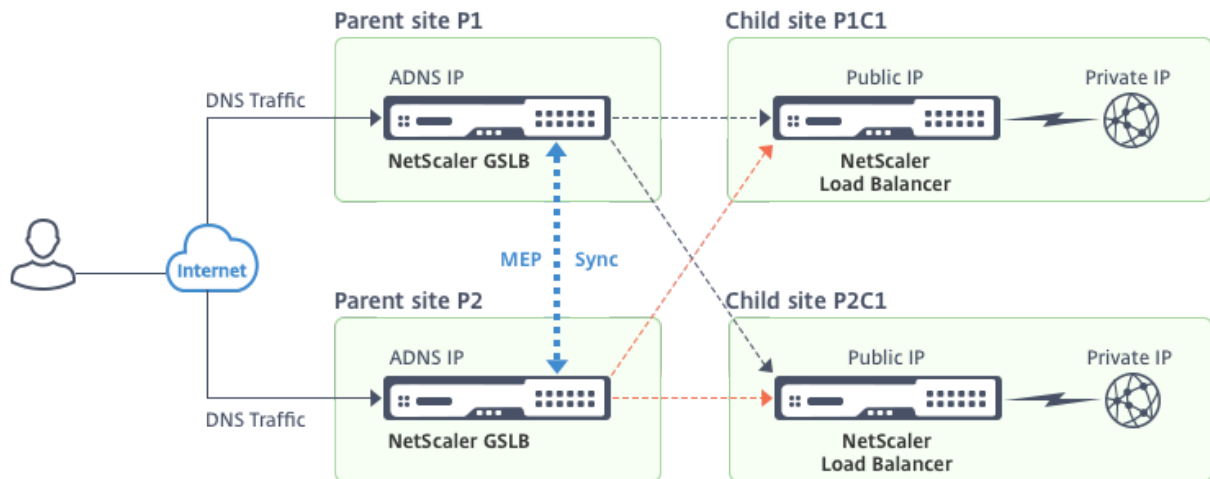 Parent site P1
Child site P1C1
ADNS IP
Public IP
Private IP
DNS Traffic
NetScaler GSLB
NetScaler
Load Balancer
Internet
MEP
Sync
Parent site P2
Child site P2C1
ADNS IP
Public IP
Private IP
DNS Traffic
NetScaler GSLB
NetScaler
Load Balancer